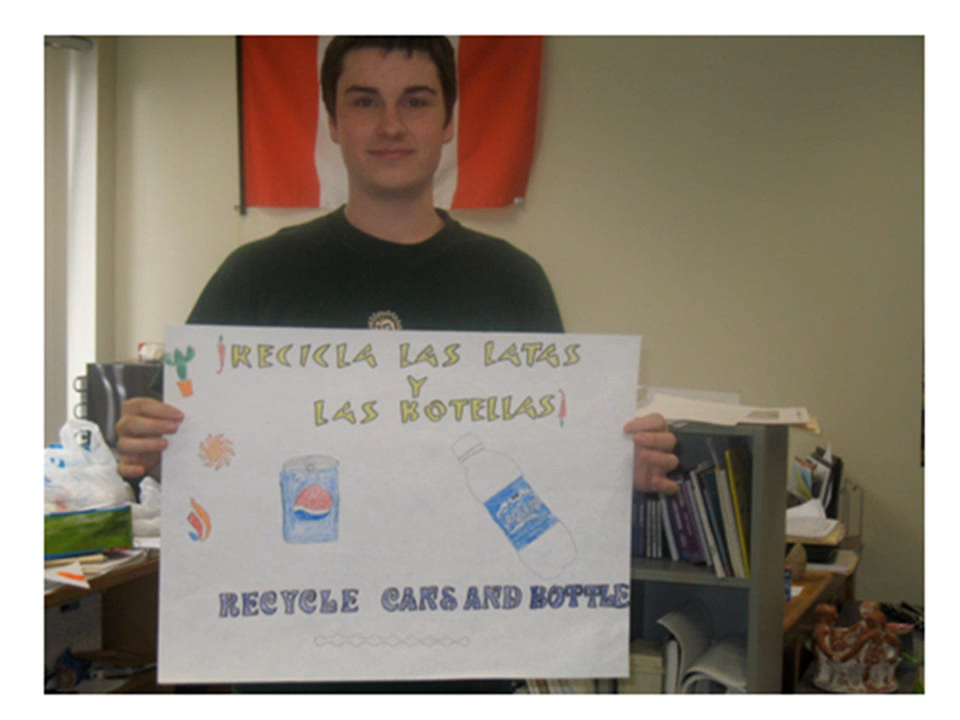 ¡RECICLA LAS LATAS
Y
LAS BOTELLAS!
RECYCLE CANS AND BOTTLE